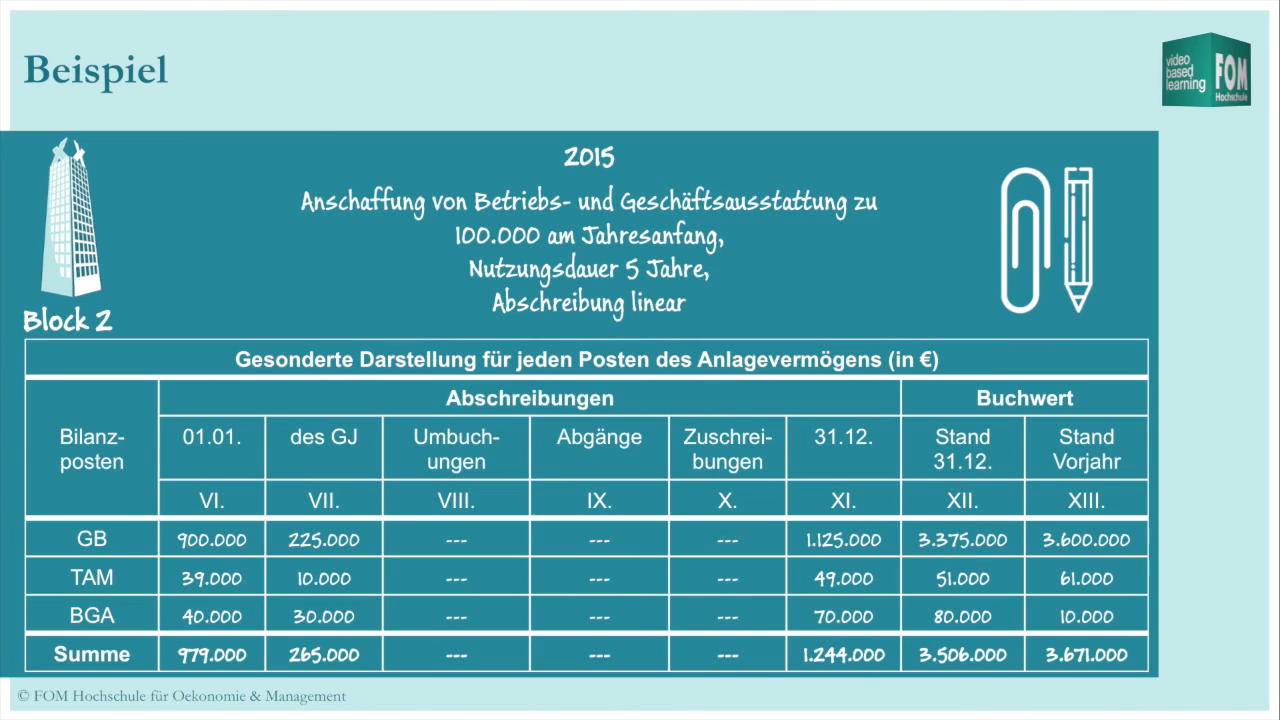 Beispiel
video
based
learning
FOM
Hochschule
2015
Anschaffung von Betriebs- und Geschäftsausstattung zu
100.000 am Jahresanfang,
Nutzungsdauer 5 Jahre,
Abschreibung linear
Block 2
Gesonderte Darstellung für jeden Posten des Anlagevermögens (in €)
Abschreibungen Buchwert
Bilanz- 01.01. des GJ Umbuch- Abgänge Zuschrei- 31.12. Stand Stand
posten ungen bungen 31.12. Vorjahr
VI. VII. VIII. IX. X. XI. XII. XIII.
GB 900.000 225.000 --- --- --- 1.125.000 3.375.000 3.600.000
TAM 39.000 10.000 --- --- --- 49.000 51.000 61.000
BGA 40.000 30.000 --- --- --- 70.000 80.000 10.000
Summe 979.000 265.000 --- --- --- 1.244.000 3.506.000 3.671.000
© FOM Hochschule für Oekonomie & Management